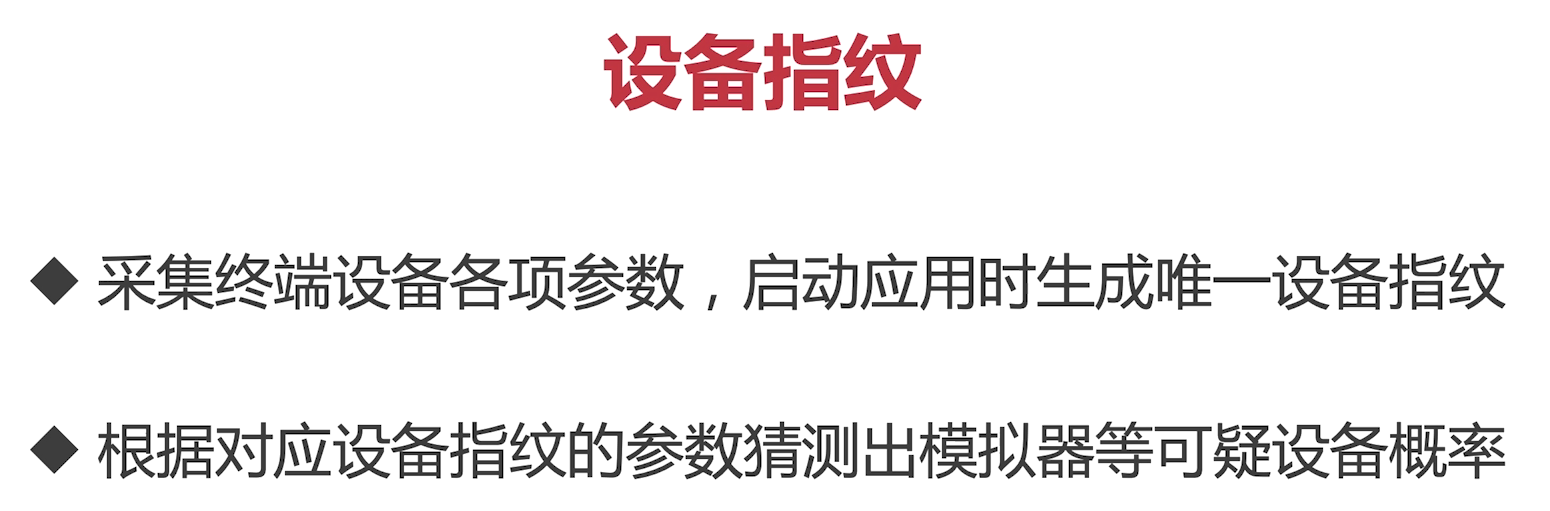 设备指纹
◆ 采集终端设备各项参数，启动应用时生成唯一设备指纹
◆ 根据对应设备指纹的参数猜测出模拟器等可疑设备概率